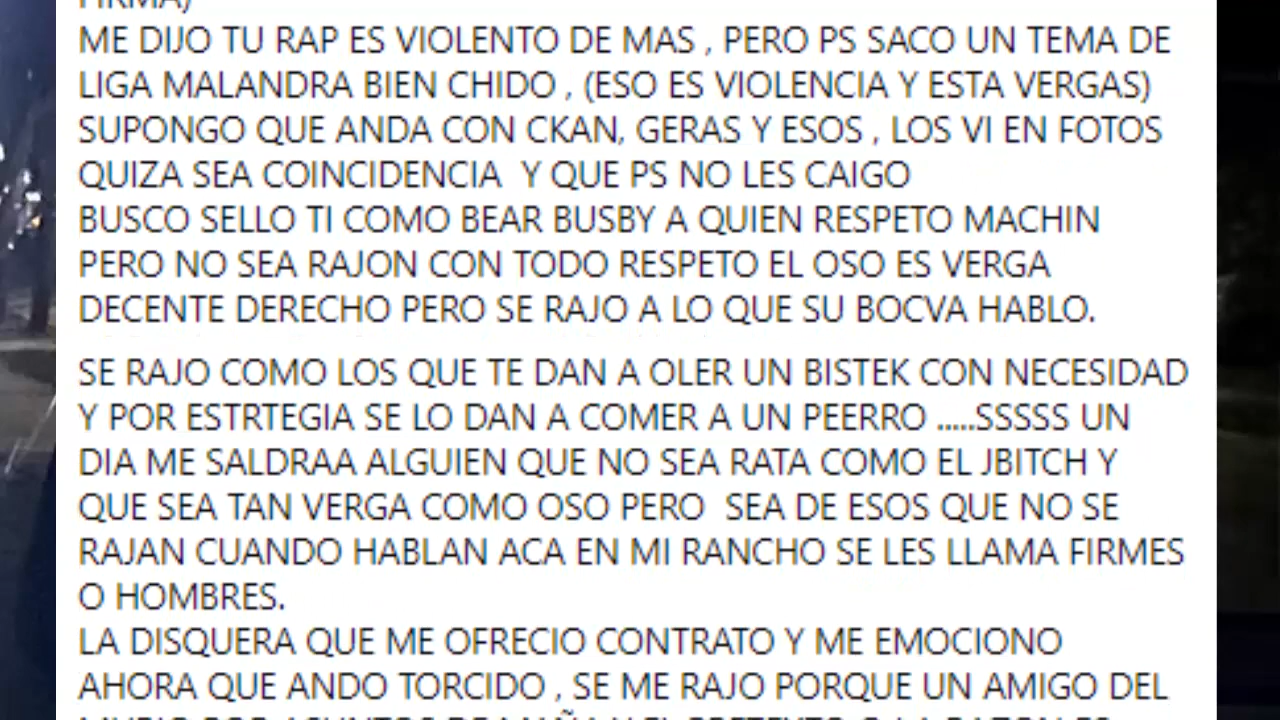 FIRMA)
ME DIJO TU RAP ES VIOLENTO DE MAS , PERO PS SACO UN TEMA DE
LIGA MALANDRA BIEN CHIDO , (ESO ES VIOLENCIA Y ESTA VERGAS)
SUPONGO QUE ANDA CON CKAN, GERAS Y ESOS , LOS VI EN FOTOS
QUIZA SEA COINCIDENCIA  Y QUE PS NO LES CAIGO
BUSCO SELLO TI COMO BEAR BUSBY A QUIEN RESPETO MACHIN
PERO NO SEA RAJON CON TODO RESPETO EL OSO ES VERGA
DECENTE DERECHO PERO SE RAJO A LO QUE SU BOCVA HABLO.
SE RAJO COMO LOS QUE TE DAN A OLER UN BISTEK CON NECESIDAD
Y POR ESTRTEGIA SE LO DAN A COMER A UN PEERRO .....SSSSS UN
DIA ME SALDRAA ALGUIEN QUE NO SEA RATA COMO EL JBITCH Y
QUE SEA TAN VERGA COMO OSO PERO  SEA DE ESOS QUE NO SE
RAJAN CUANDO HABLAN ACA EN MI RANCHO SE LES LLAMA FIRMES
O HOMBRES.
LA DISQUERA QUE ME OFRECIO CONTRATO Y ME EMOCIONO
AHORA QUE ANDO TORCIDO , SE ME RAJO PORQUE UN AMIGO DEL